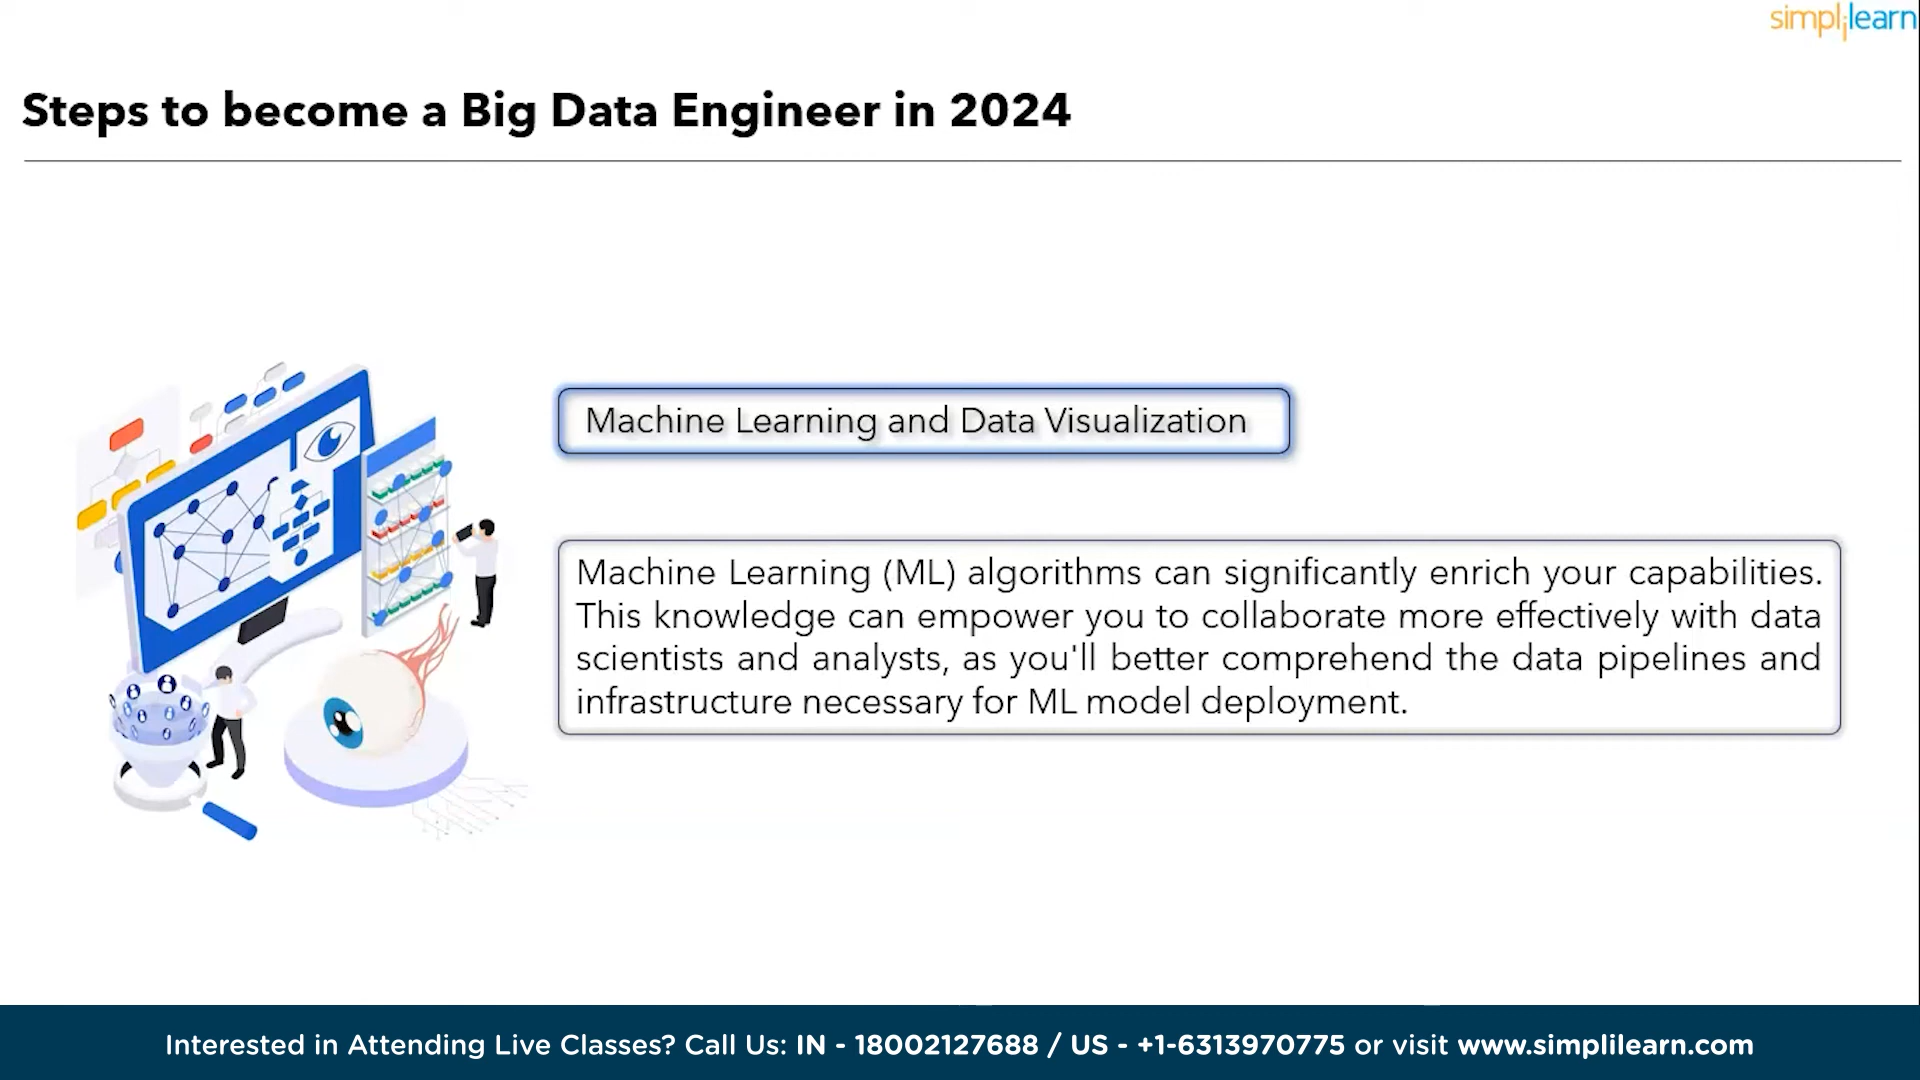 simplilearn
Steps to become a Big Data Engineer in 2024
Machine Learning and Data Visualization
Machine Learning (ML) algorithms can significantly enrich your capabilities.
This knowledge can empower you to collaborate more effectively with data
scientists and analysts, as you'll better comprehend the data pipelines and
infrastructure necessary for ML model deployment.
Interested in Attending Live Classes? Call Us: IN - 18002127688 / US - +1-6313970775 or visit www.simplilearn.com